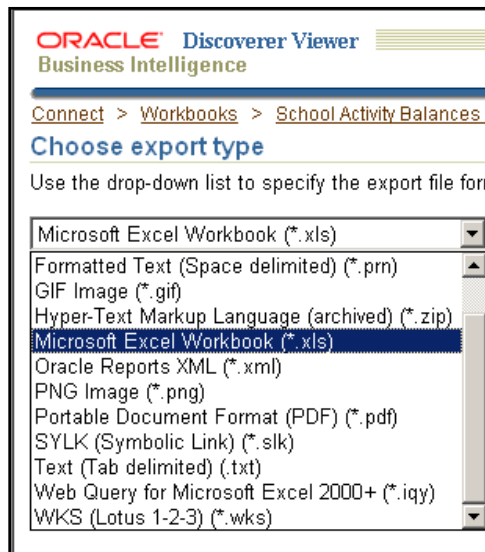 ORACLE Discoverer Viewer
Business Intelligence
Connect > Workbooks > School Activity Balances
Choose export type
Use the drop-down list to specify the export file for
Microsoft Excel Workbook (*.xls)
Formatted Text (Space delimited) (*.prn)
GIF Image (*.gif)
Hyper-Text Markup Language (archived) (*.zip)
Microsoft Excel Workbook (*.xls)
Oracle Reports XML (*.xml)
PNG Image (*.png)
Portable Document Format (PDF) (*.pdf)
SYLK (Symbolic Link) (*.slk)
Text (Tab delimited) (.txt)
Web Query for Microsoft Excel 2000+ (*.iqy)
WKS (Lotus 1-2-3) (*.wks)